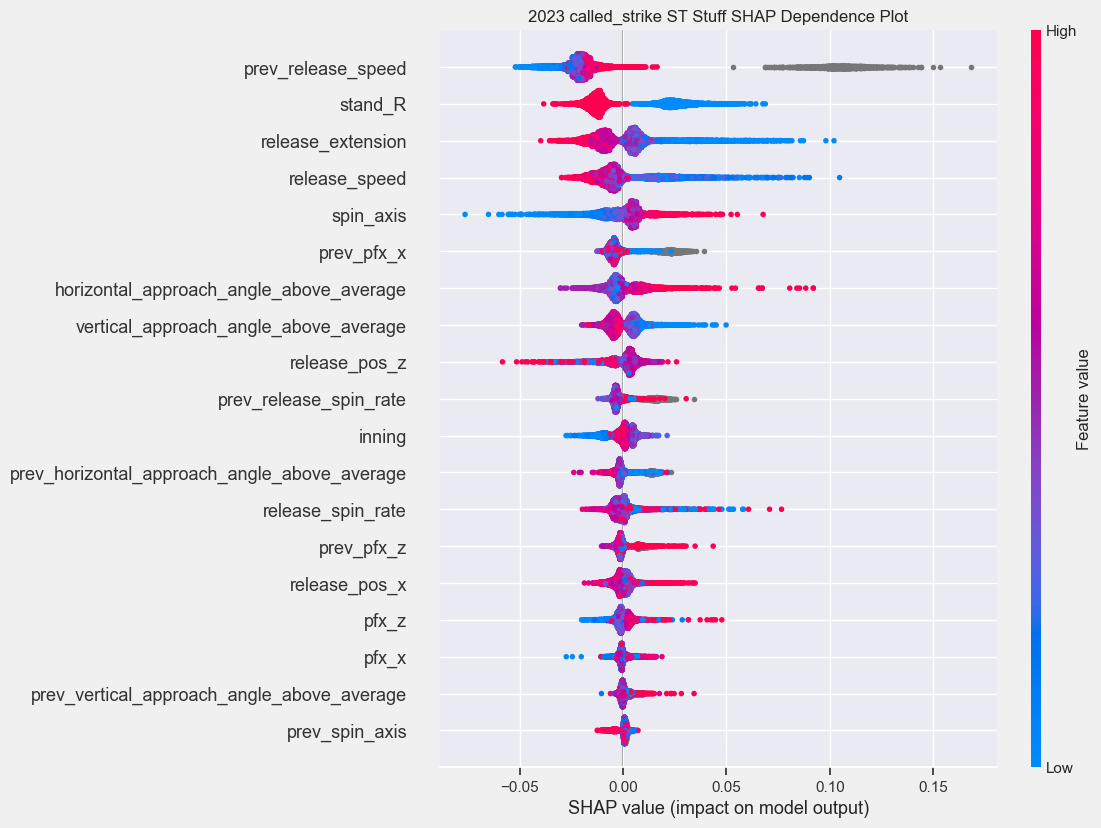 2023 called_strike ST Stuff SHAP Dependence Plot
prev_release_speed
stand_R
release_extension
release_speed
spin_axis
prev_pfx_x
horizontal_approach_angle_above_average
vertical_approach_angle_above_average
release_pos_z
prev_release_spin_rate
inning
prev_horizontal_approach_angle_above_average
release_spin_rate
prev_pfx_z
release_pos_x
pfx_z
pfx_x
prev_vertical_approach_angle_above_average
prev_spin_axis
−0.05 0.00 0.05 0.10 0.15
SHAP value (impact on model output)
High
Feature value
Low